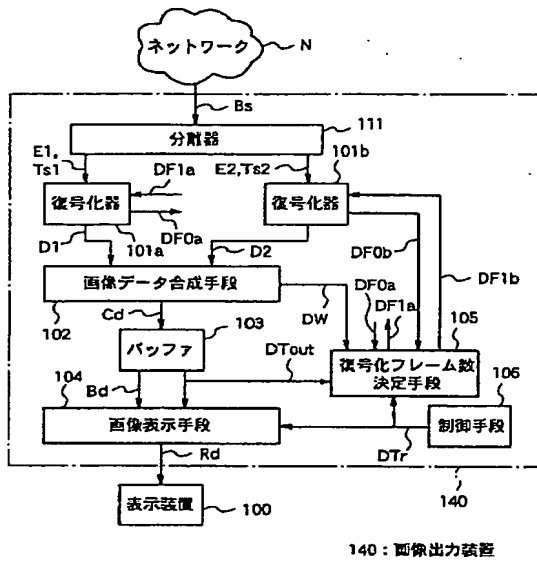 ネットワーク
N
Bs
分離器
111
E1,
Ts1
E2,Ts2
101b
DF1a
復号化器
復号化器
DF0a
D1
101a
D2
DF0b
DF1b
画像データ合成手段
102
DW
DF0a
DF1a
105
Cd
103
バッファ
DTout
復号化フレーム数
決定手段
106
制御手段
104
Bd
画像表示手段
DTr
Rd
140
表示装置
100
140:画像出力装置